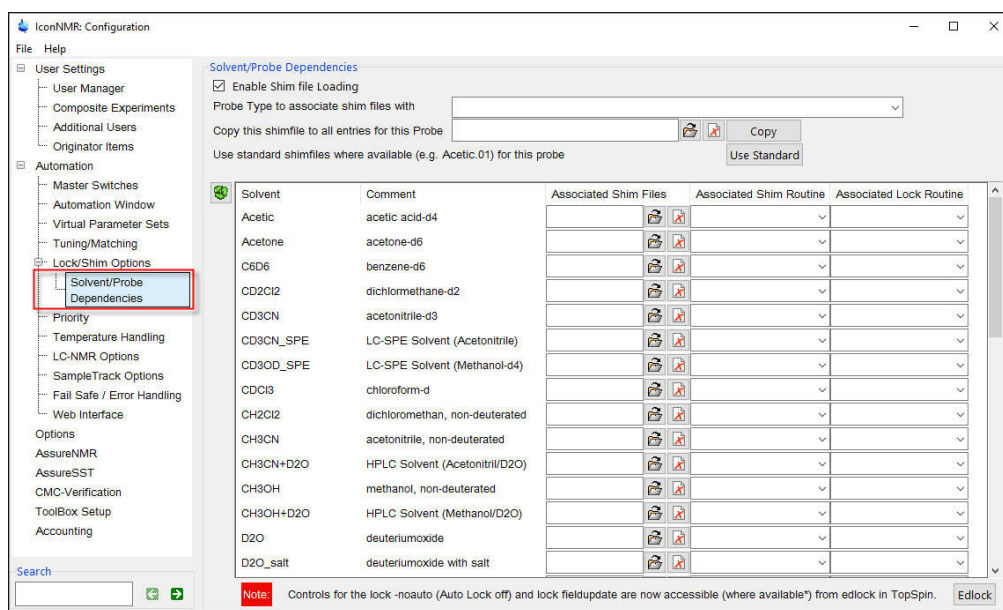 IconNMR: Configuration
File Help
User Settings
User Manager
Composite Experiments
Additional Users
Originator Items
Automation
Master Switches
Automation Window
Virtual Parameter Sets
Tuning/Matching
Lock/Shim Options
Solvent/Probe
Dependencies
Priority
Temperature Handling
LC-NMR Options
SampleTrack Options
Fail Safe / Error Handling
Web Interface
Options
AssureNMR
AssureSST
CMC-Verification
ToolBox Setup
Accounting
Search
Solvent/Probe Dependencies
Enable Shim file Loading
Probe Type to associate shim files with
Copy this shimfile to all entries for this Probe Copy
Use standard shimfiles where available (e.g. Acetic.01) for this probe Use Standard
Solvent Comment Associated Shim Files Associated Shim Routine Associated Lock Routine
Acetic acetic acid-d4
Acetone acetone-d6
C6D6 benzene-d6
CD2Cl2 dichlormethane-d2
CD3CN acetonitrile-d3
CD3CN_SPE LC-SPE Solvent (Acetonitrile)
CD3OD_SPE LC-SPE Solvent (Methanol-d4)
CDCl3 chloroform-d
CH2Cl2 dichloromethan, non-deuterated
CH3CN acetonitrile, non-deuterated
CH3CN+D2O HPLC Solvent (Acetonitril/D2O)
CH3OH methanol, non-deuterated
CH3OH+D2O HPLC Solvent (Methanol/D2O)
D2O deuteriumoxide
D2O_salt deuteriumoxide with salt
Note: Controls for the lock -noauto (Auto Lock off) and lock fieldupdate are now accessible (where available*) from edlock in TopSpin. Edlock